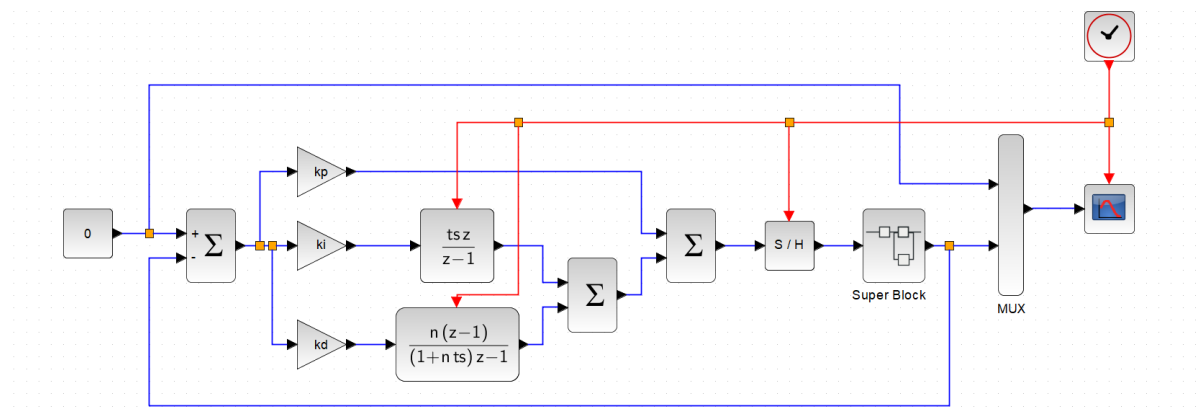 kp
0
+
-
Σ
ki
ts z
z−1
Σ
Σ
S / H
Super Block
MUX
kd
n (z−1)
(1+n ts) z−1